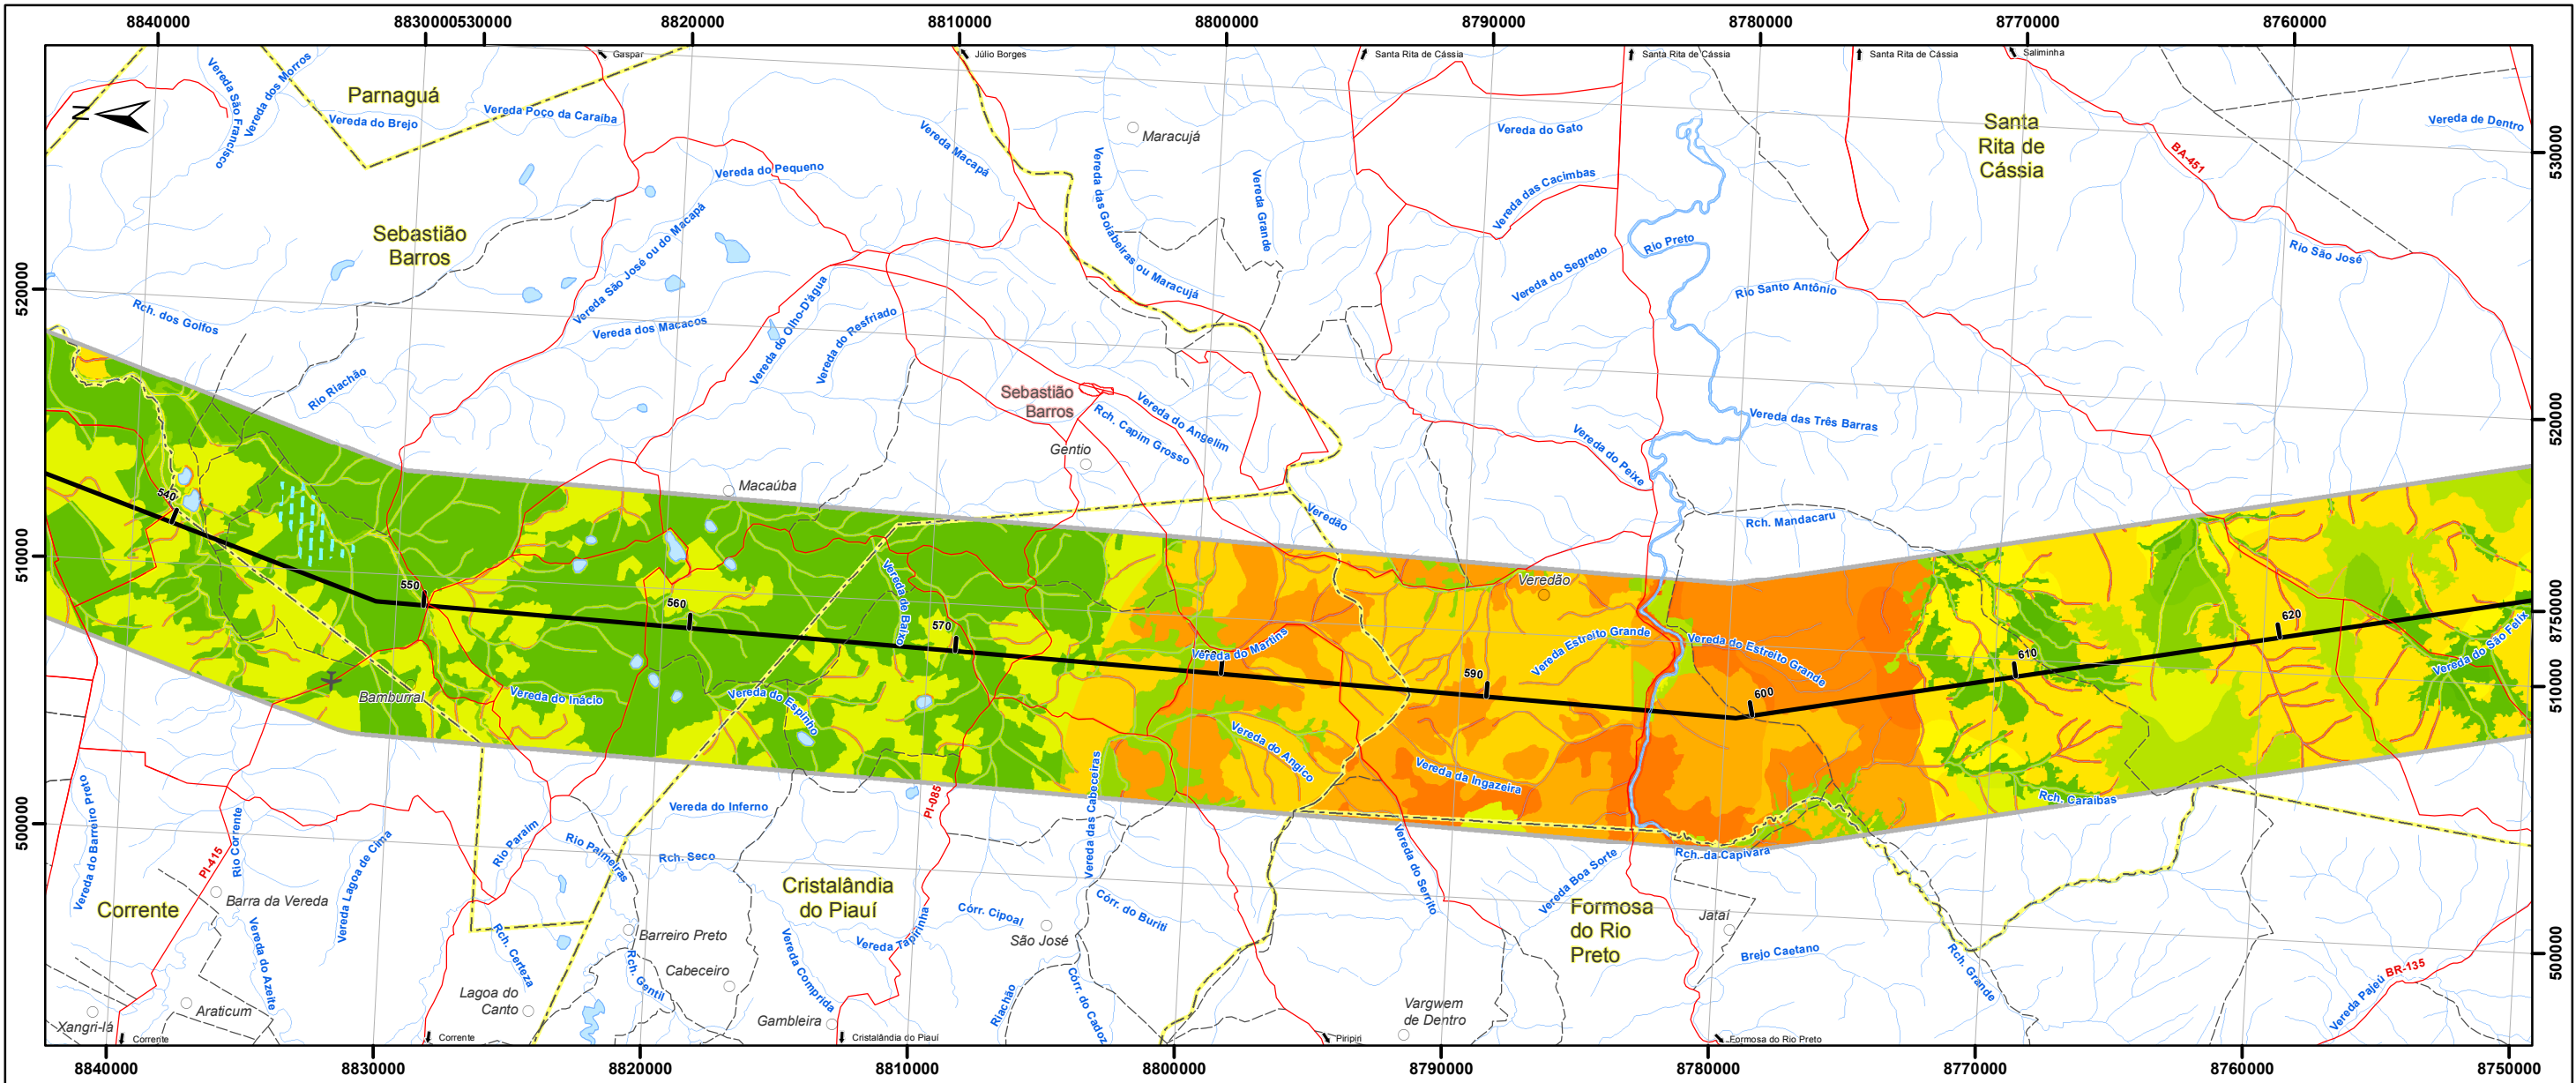 8840000
8830000530000
8820000
8810000
8800000
8790000
8780000
8770000
8760000
Gaspar
Júlio Borges
Santa Rita de Cássia
Santa Rita de Cássia
Santa Rita de Cássia
Saliminha
N
Parnaguá
Vereda São Francisco
Vereda dos Morros
Vereda do Brejo
Vereda Poço da Caraíba
Vereda do Pequeno
Vereda Macapá
Maracujá
Vereda das Goiabeiras ou Maracujá
Vereda Grande
Vereda do Gato
Vereda das Cacimbas
Santa
Rita de
Cássia
Vereda de Dentro
BA-451
530000
Sebastião
Barros
Vereda São José ou do Macapá
Rio Preto
Vereda do Segredo
Rio Santo Antônio
Rio São José
520000
Rch. dos Golfos
Vereda dos Macacos
Vereda do Olho-D'água
Vereda do Resfriado
Rio Riachão
Sebastião
Barros
Rch. Capim Grosso
Vereda do Angelim
Gentio
Vereda do Peixe
Vereda das Três Barras
520000
Macaúba
540
Veredão
Rch. Mandacaru
510000
550
560
570
Vereda de Baixo
Veredão
590
600
610
620
8750000
Vereda do Martins
Vereda Estreito Grande
Vereda do Estreito Grande
Vereda do São Felix
510000
Bamburral
Vereda do Inácio
Vereda do Espinho
Vereda do Angico
Vereda da Ingazeira
Rch. Caraíbas
500000
Vereda do Barreiro Preto
PI-415
Rio Corrente
Vereda Lagoa de Cima
Rio Paraim
Rio Palmeiras
Vereda do Inferno
Rch. Seco
PI-085
Vereda das Cabeceiras
Vereda do Serrito
Vereda Boa Sorte
Rch. da Capivara
Corrente
Barra da Vereda
Vereda do Azeite
Cristalândia
do Piauí
Vereda Tapirinha
Córr. Cipoal
Córr. do Buriti
São José
Formosa
do Rio
Preto
Jataí
Brejo Caetano
Rch. Grande
500000
Barreiro Preto
Cabeceiro
Rch. Certeza
Rch. Gentil
Vereda Comprida
Riachão
Córr. do Cadoz
Vereda Pajeú
BR-135
Lagoa do
Canto
Gambleira
Vargwem
de Dentro
Araticum
Xangri-lá
Corrente
Corrente
Cristalândia do Piauí
Piripiri
Formosa do Rio Preto
8840000
8830000
8820000
8810000
8800000
8790000
8780000
8770000
8760000
8750000